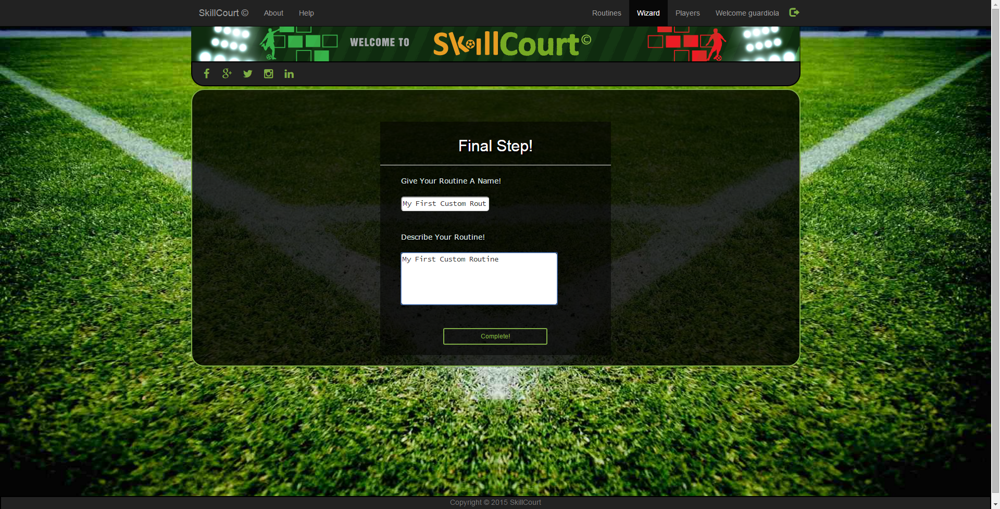 SkillCourt © About Help Routines Wizard Players Welcome guardiola
WELCOME TO SkillCourt©
Final Step!
Give Your Routine A Name!
My First Custom Rout
Describe Your Routine!
My First Custom Routine
Complete!
Copyright © 2015 SkillCourt